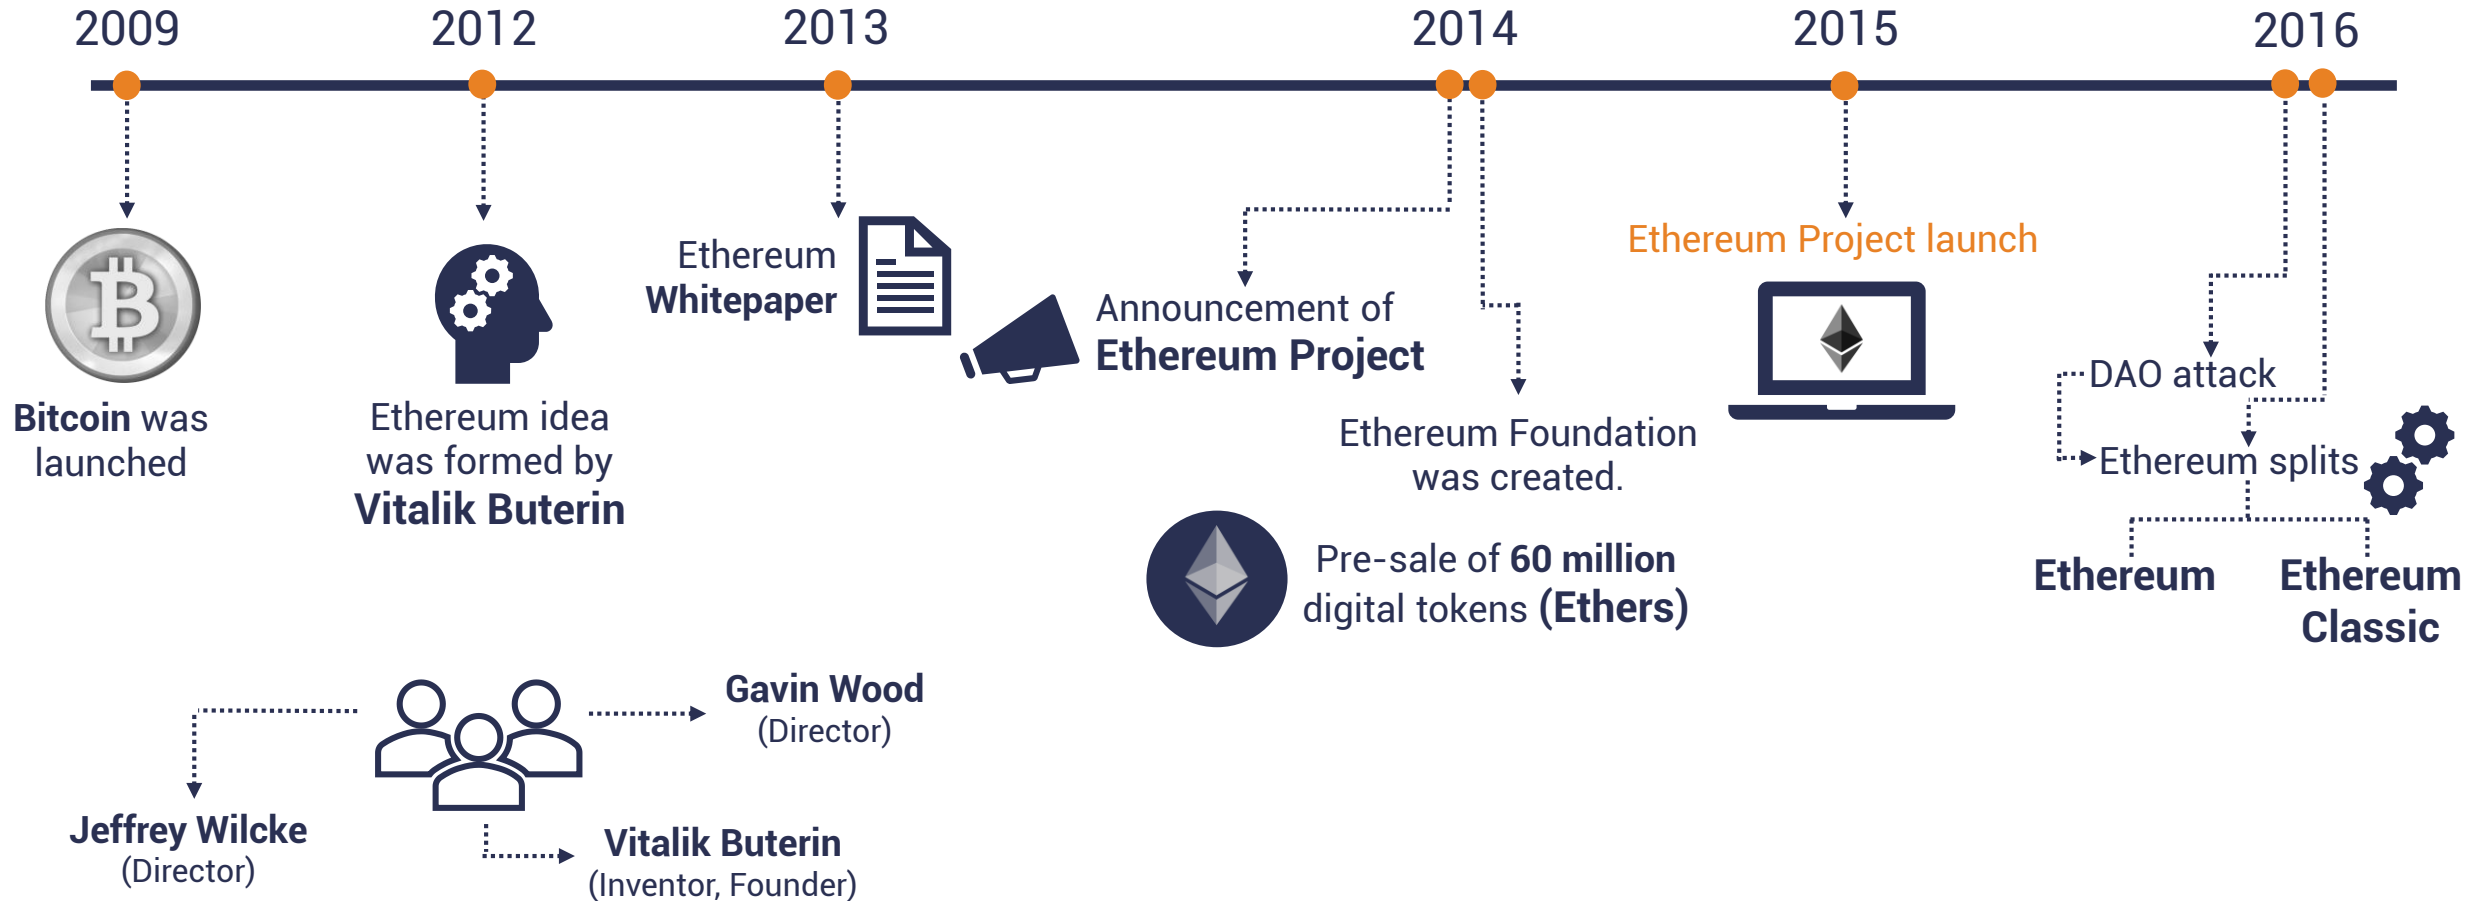 2009
2012
2013
2014
2015
2016
Bitcoin was
launched
Ethereum idea
was formed by
Vitalik Buterin
Ethereum
Whitepaper
Announcement of
Ethereum Project
Ethereum Foundation
was created.
Pre-sale of 60 million
digital tokens (Ethers)
Ethereum Project launch
DAO attack
Ethereum splits
Ethereum
Ethereum
Classic
Gavin Wood
(Director)
Jeffrey Wilcke
(Director)
Vitalik Buterin
(Inventor, Founder)